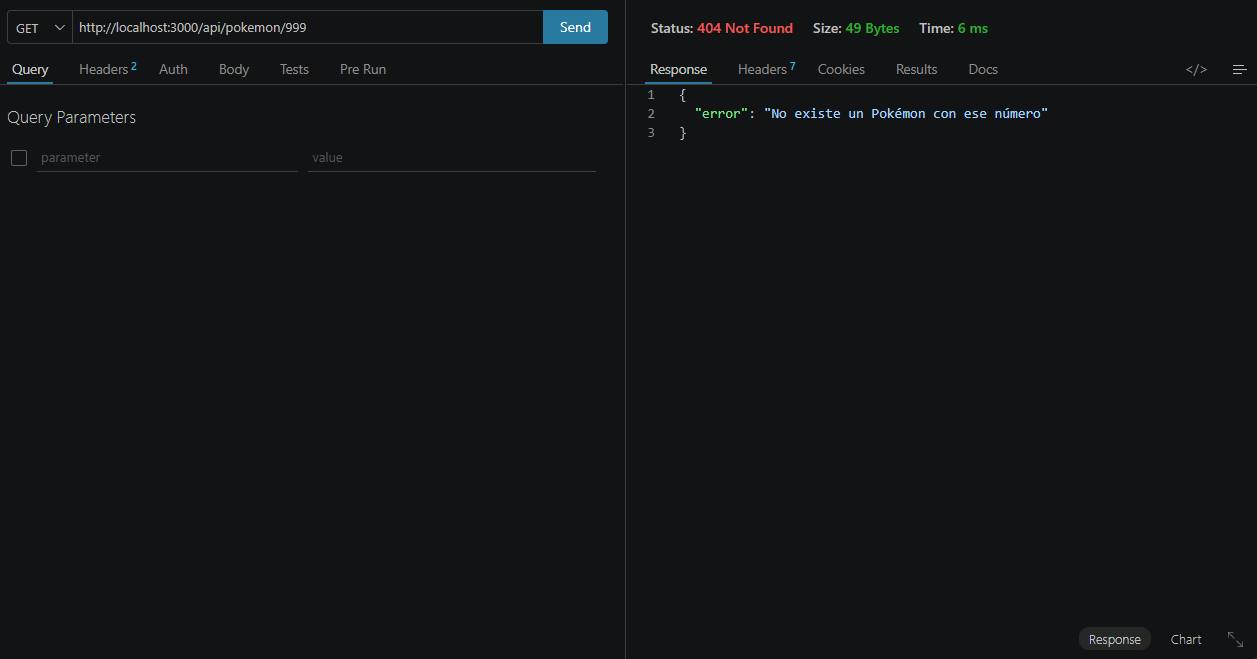 GET http://localhost:3000/api/pokemon/999 Send
Query Headers 2 Auth Body Tests Pre Run
Query Parameters
parameter value
Status: 404 Not Found Size: 49 Bytes Time: 6 ms
Response Headers 7 Cookies Results Docs </>
1 {
2 "error": "No existe un Pokémon con ese número"
3 }
Response Chart